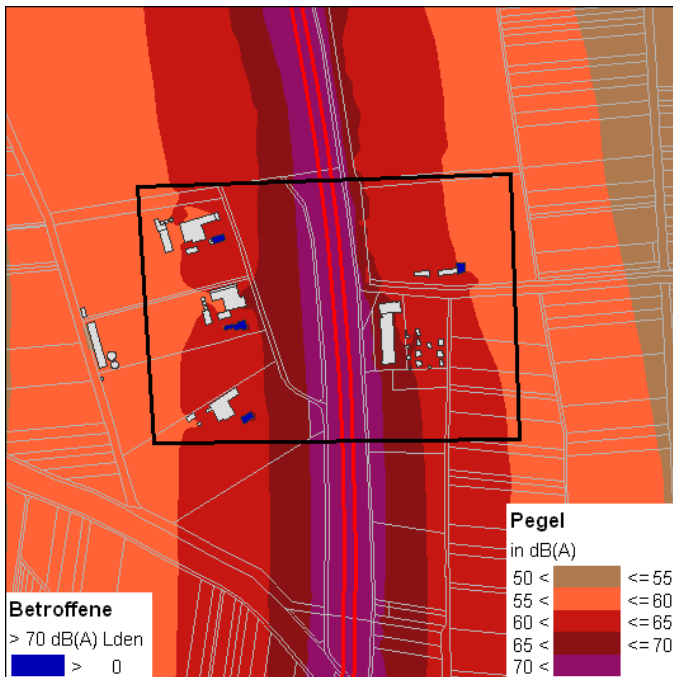 Betroffene
> 70 dB(A) Lden
> 0
Pegel
in dB(A)
50 < <= 55
55 < <= 60
60 < <= 65
65 < <= 70
70 <